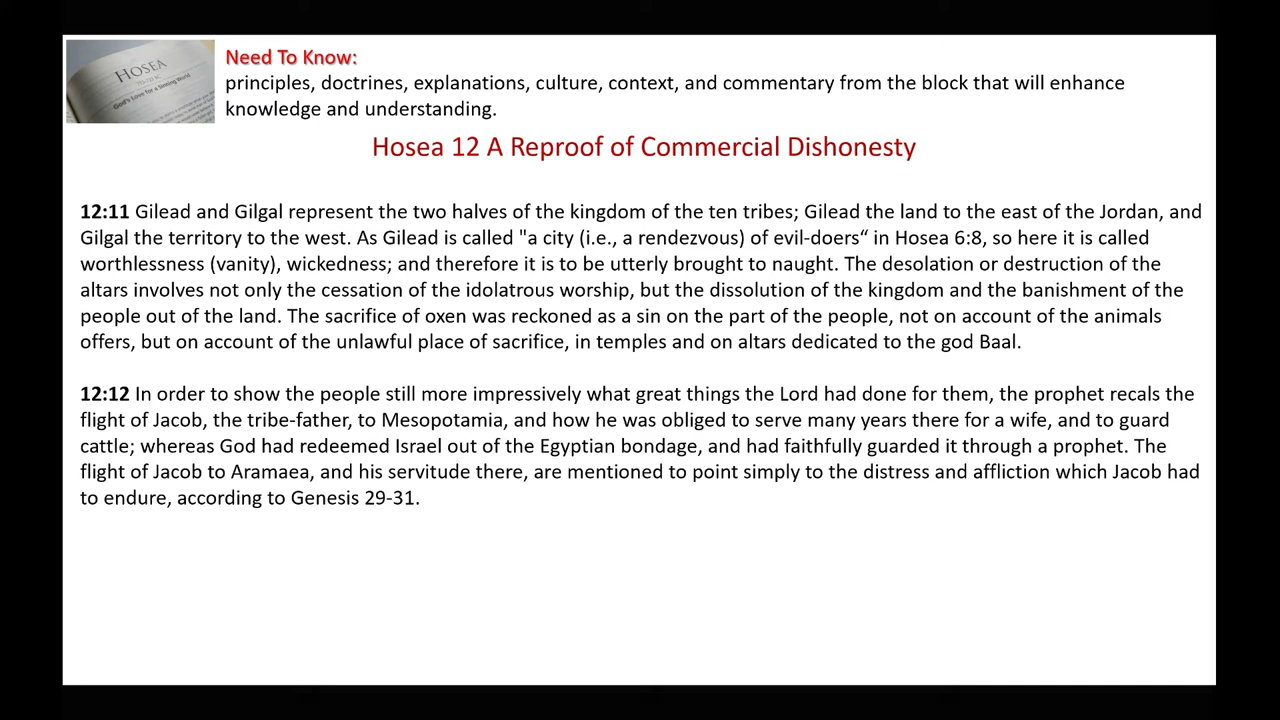 HOSEA
God's Love for a Sinning World
Need To Know:
principles, doctrines, explanations, culture, context, and commentary from the block that will enhance
knowledge and understanding.
Hosea 12 A Reproof of Commercial Dishonesty
12:11 Gilead and Gilgal represent the two halves of the kingdom of the ten tribes; Gilead the land to the east of the Jordan, and
Gilgal the territory to the west. As Gilead is called "a city (i.e., a rendezvous) of evil-doers“ in Hosea 6:8, so here it is called
worthlessness (vanity), wickedness; and therefore it is to be utterly brought to naught. The desolation or destruction of the
altars involves not only the cessation of the idolatrous worship, but the dissolution of the kingdom and the banishment of the
people out of the land. The sacrifice of oxen was reckoned as a sin on the part of the people, not on account of the animals
offers, but on account of the unlawful place of sacrifice, in temples and on altars dedicated to the god Baal.
12:12 In order to show the people still more impressively what great things the Lord had done for them, the prophet recals the
flight of Jacob, the tribe-father, to Mesopotamia, and how he was obliged to serve many years there for a wife, and to guard
cattle; whereas God had redeemed Israel out of the Egyptian bondage, and had faithfully guarded it through a prophet. The
flight of Jacob to Aramaea, and his servitude there, are mentioned to point simply to the distress and affliction which Jacob had
to endure, according to Genesis 29-31.